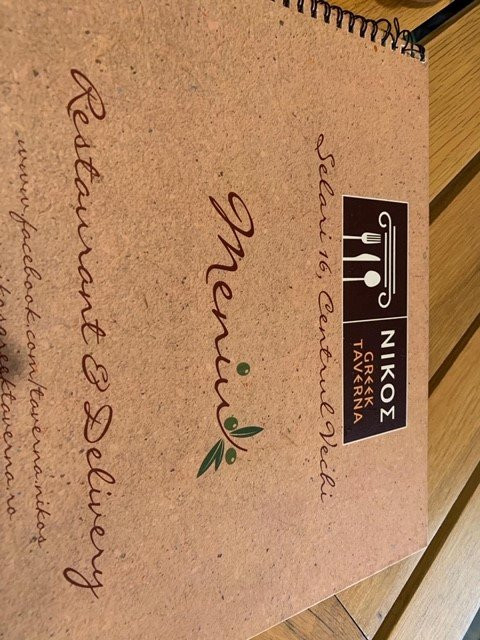 ΝΙΚΟΣ
GREEK
TAVERNA
Selari 16, Centrul Vechi
Meniu
Restaurant & Delivery
www.facebook.com/taverna.nikos